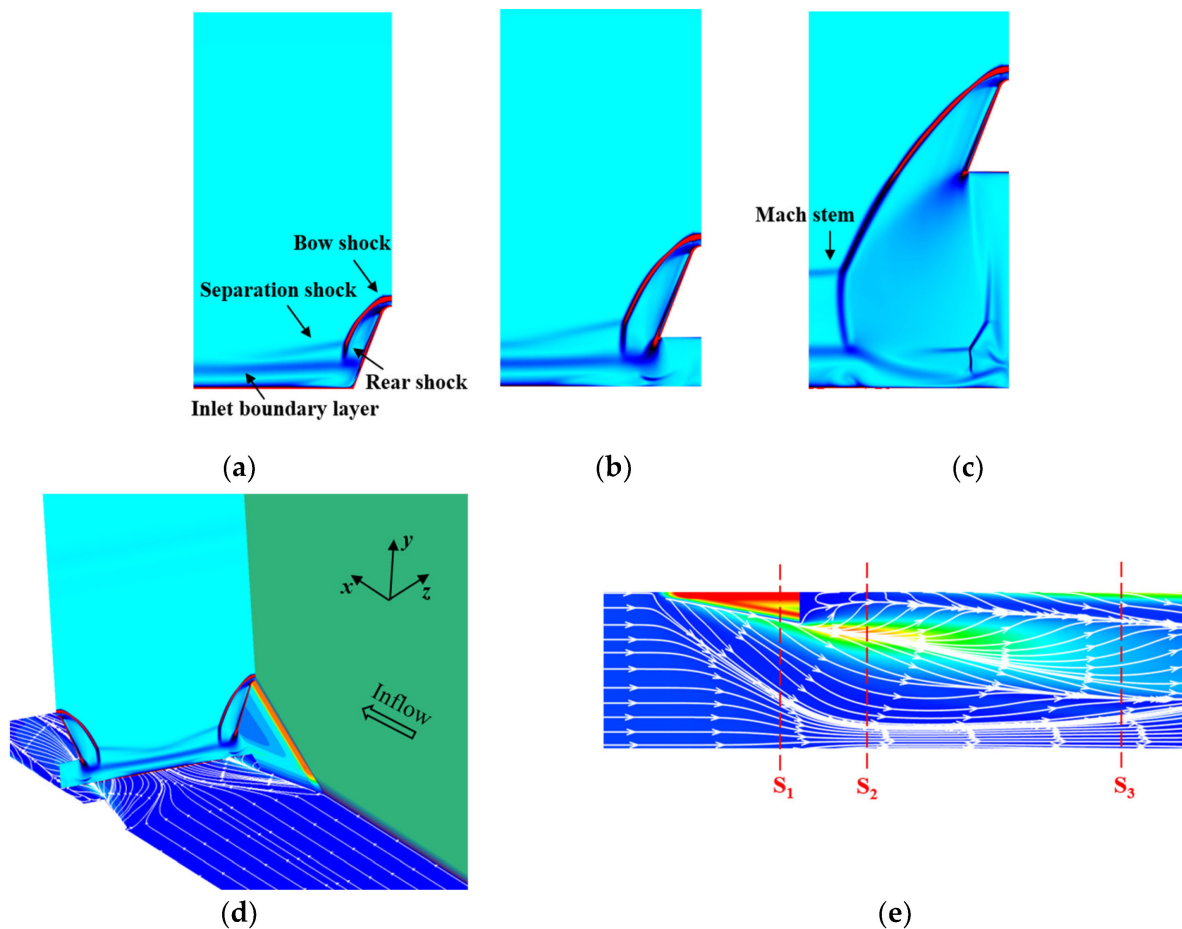 Bow shock
Separation shock
Rear shock
Inlet boundary layer
Mach stem
(a)
(b)
(c)
y
x
z
Inflow
S₁
S₂
S₃
(d)
(e)